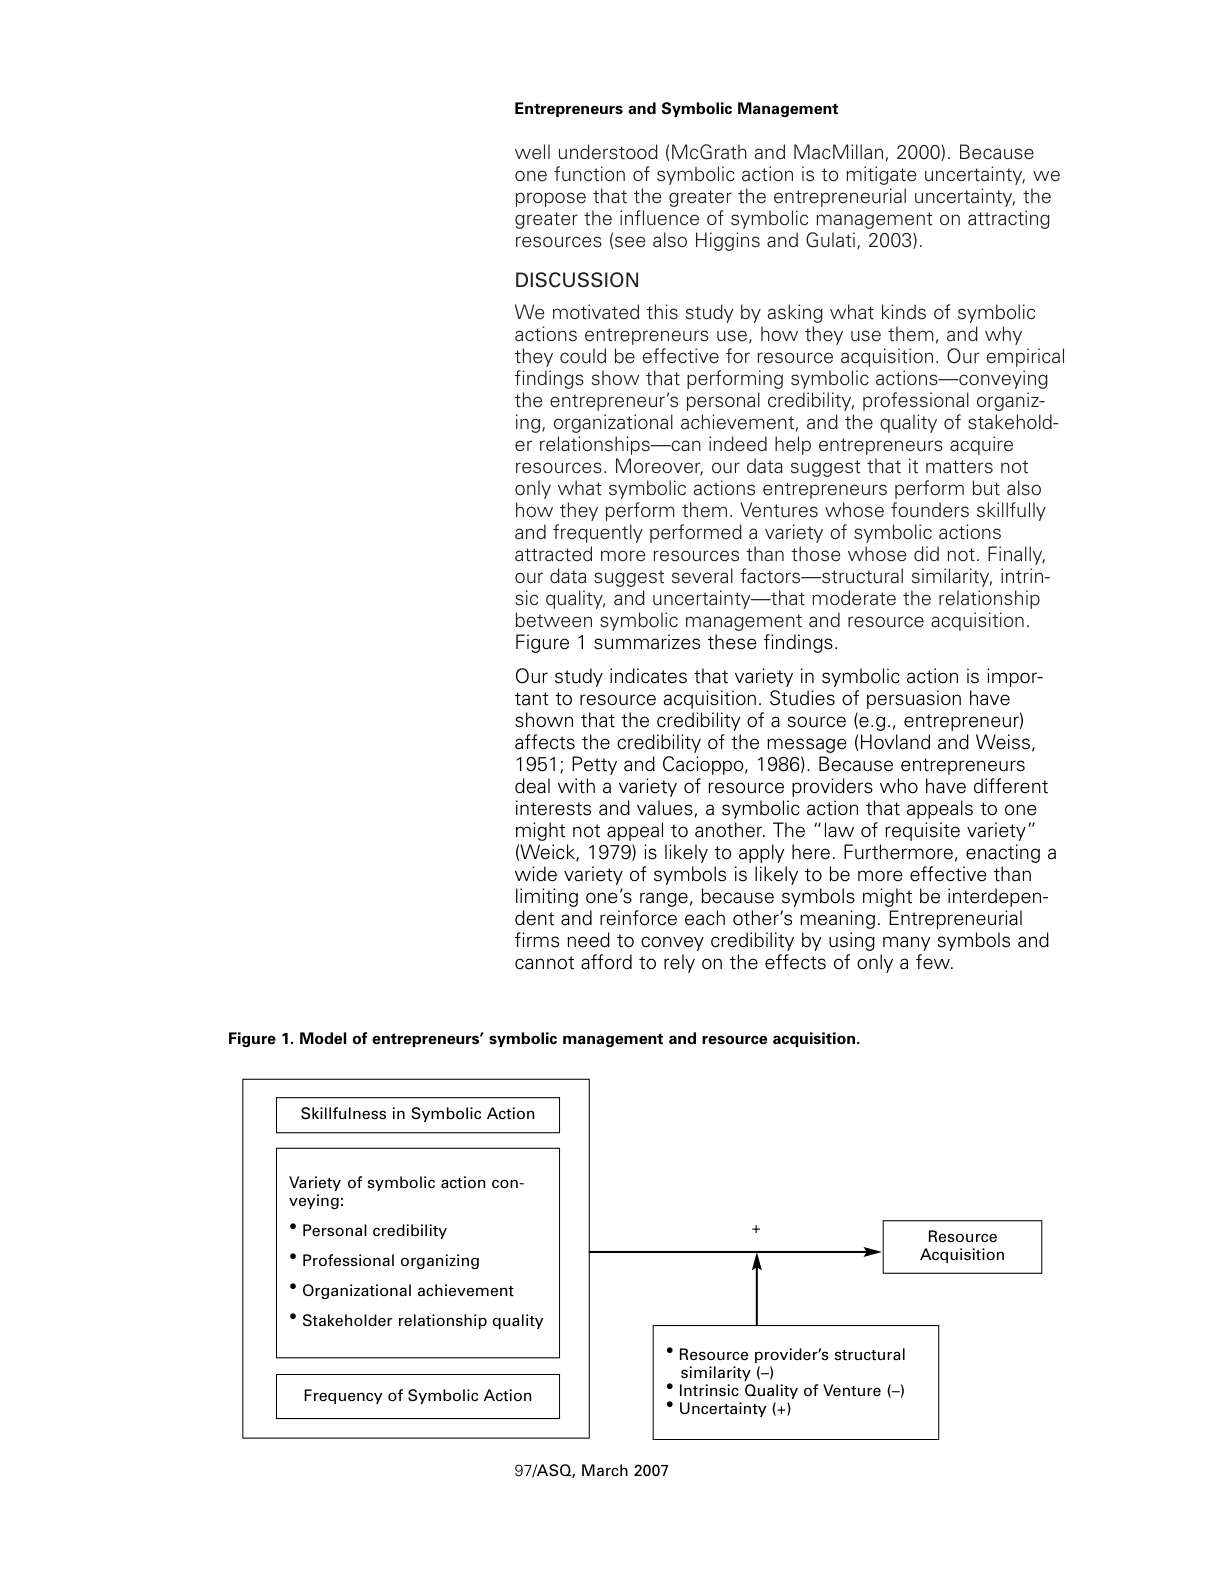 Entrepreneurs and Symbolic Management
well understood (McGrath and MacMillan, 2000). Because
one function of symbolic action is to mitigate uncertainty, we
propose that the greater the entrepreneurial uncertainty, the
greater the influence of symbolic management on attracting
resources (see also Higgins and Gulati, 2003).
DISCUSSION
We motivated this study by asking what kinds of symbolic
actions entrepreneurs use, how they use them, and why
they could be effective for resource acquisition. Our empirical
findings show that performing symbolic actions—conveying
the entrepreneur's personal credibility, professional organiz-
ing, organizational achievement, and the quality of stakehold-
er relationships—can indeed help entrepreneurs acquire
resources. Moreover, our data suggest that it matters not
only what symbolic actions entrepreneurs perform but also
how they perform them. Ventures whose founders skillfully
and frequently performed a variety of symbolic actions
attracted more resources than those whose did not. Finally,
our data suggest several factors—structural similarity, intrin-
sic quality, and uncertainty—that moderate the relationship
between symbolic management and resource acquisition.
Figure 1 summarizes these findings.
Our study indicates that variety in symbolic action is impor-
tant to resource acquisition. Studies of persuasion have
shown that the credibility of a source (e.g., entrepreneur)
affects the credibility of the message (Hovland and Weiss,
1951; Petty and Cacioppo, 1986). Because entrepreneurs
deal with a variety of resource providers who have different
interests and values, a symbolic action that appeals to one
might not appeal to another. The “law of requisite variety”
(Weick, 1979) is likely to apply here. Furthermore, enacting a
wide variety of symbols is likely to be more effective than
limiting one's range, because symbols might be interdepen-
dent and reinforce each other's meaning. Entrepreneurial
firms need to convey credibility by using many symbols and
cannot afford to rely on the effects of only a few.
Figure 1. Model of entrepreneurs' symbolic management and resource acquisition.
Skillfulness in Symbolic Action
Variety of symbolic action con-
veying:
• Personal credibility
• Professional organizing
• Organizational achievement
• Stakeholder relationship quality
Frequency of Symbolic Action
+
Resource
Acquisition
• Resource provider's structural
similarity (–)
• Intrinsic Quality of Venture (–)
• Uncertainty (+)
97/ASQ, March 2007